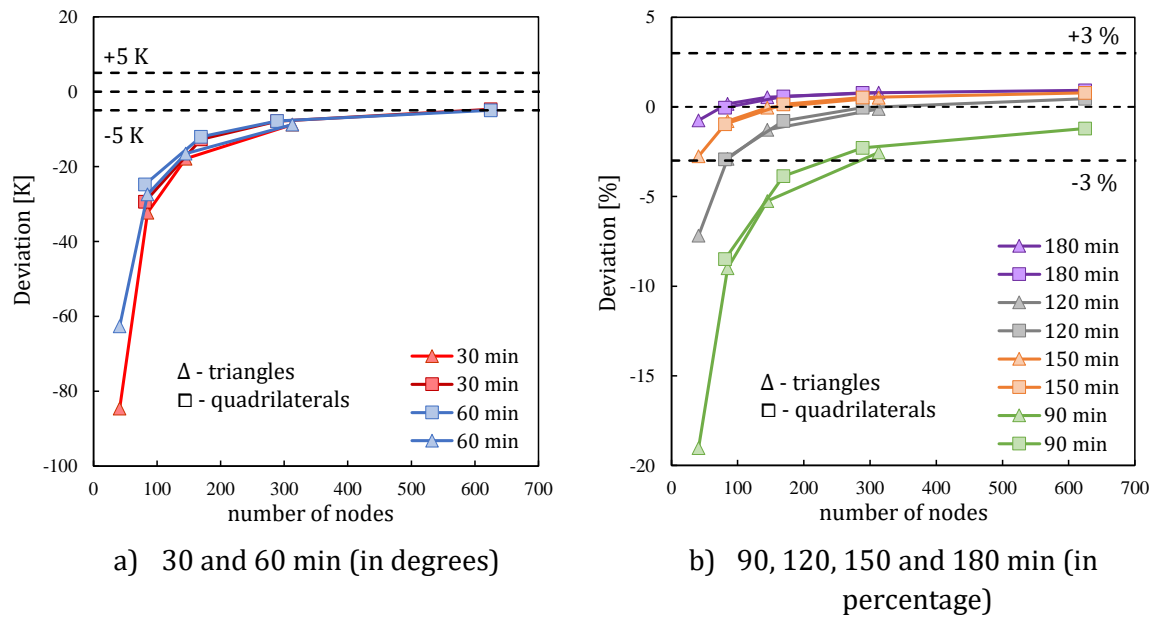 20
0
-20
-40
-60
-80
-100
Deviation [K]
+5 K
-5 K
Δ - triangles
□ - quadrilaterals
30 min
30 min
60 min
60 min
0 100 200 300 400 500 600 700
number of nodes
a) 30 and 60 min (in degrees)
5
0
-5
-10
-15
-20
Deviation [%]
+3 %
-3 %
Δ - triangles
□ - quadrilaterals
180 min
180 min
120 min
120 min
150 min
150 min
90 min
90 min
0 100 200 300 400 500 600 700
number of nodes
b) 90, 120, 150 and 180 min (in
percentage)